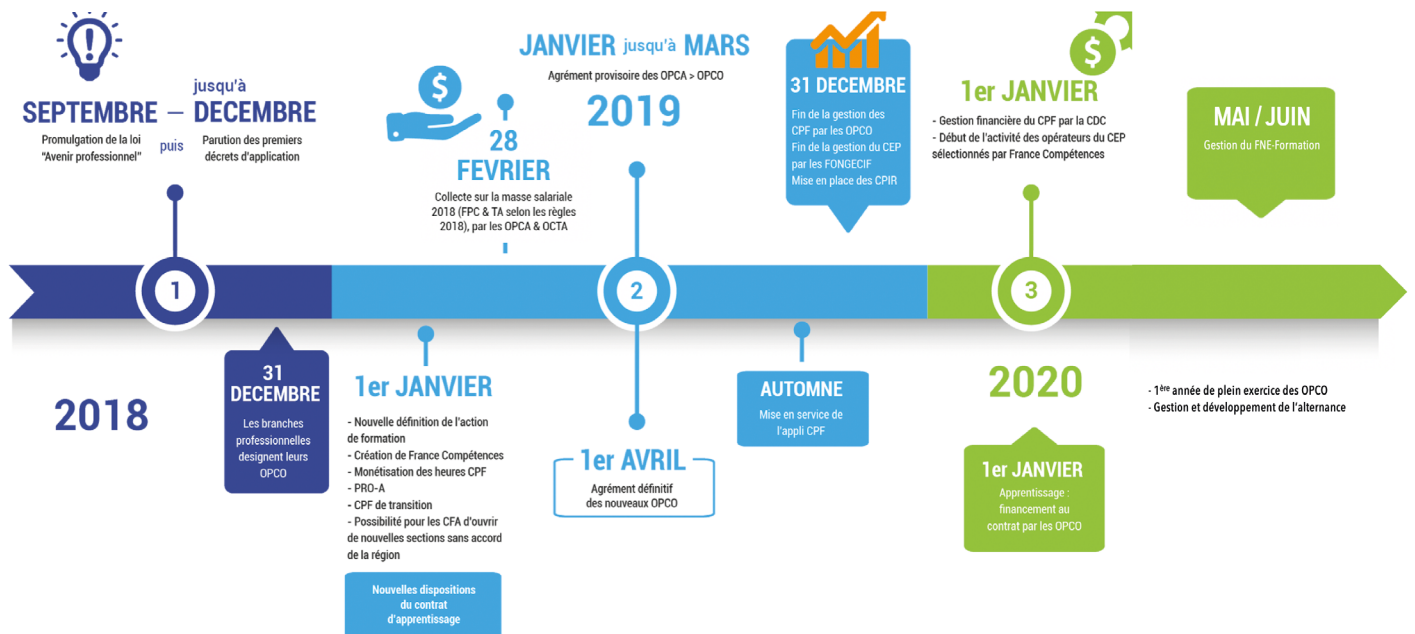 jusqu'à
SEPTEMBRE — DECEMBRE
Promulgation de la loi
"Avenir professionnel"
puis
Parution des premiers
décrets d'application
1
2018
31
DECEMBRE
Les branches
professionnelles
designent leurs
OPCO
$
28
FEVRIER
Collecte sur la masse salariale
2018 (FPC & TA selon les règles
2018), par les OPCA & OCTA
1er JANVIER
- Nouvelle définition de l'action
de formation
- Création de France Compétences
- Monétisation des heures CPF
- PRO-A
- CPF de transition
- Possibilité pour les CFA d'ouvrir
de nouvelles sections sans accord
de la région
Nouvelles dispositions
du contrat
d'apprentissage
JANVIER jusqu'à MARS
Agrément provisoire des OPCA > OPCO
2019
2
1er AVRIL
Agrément définitif
des nouveaux OPCO
31 DECEMBRE
Fin de la gestion des
CPF par les OPCO
Fin de la gestion du CEP
par les FONGECIF
Mise en place des CPIR
AUTOMNE
Mise en service de
l'appli CPF
$
1er JANVIER
- Gestion financière du CPF par la CDC
- Début de l'activité des opérateurs du CEP
sélectionnés par France Compétences
3
2020
1er JANVIER
Apprentissage :
financement au
contrat par les OPCO
MAI / JUIN
Gestion du FNE-Formation
- 1ère année de plein exercice des OPCO
- Gestion et développement de l'alternance